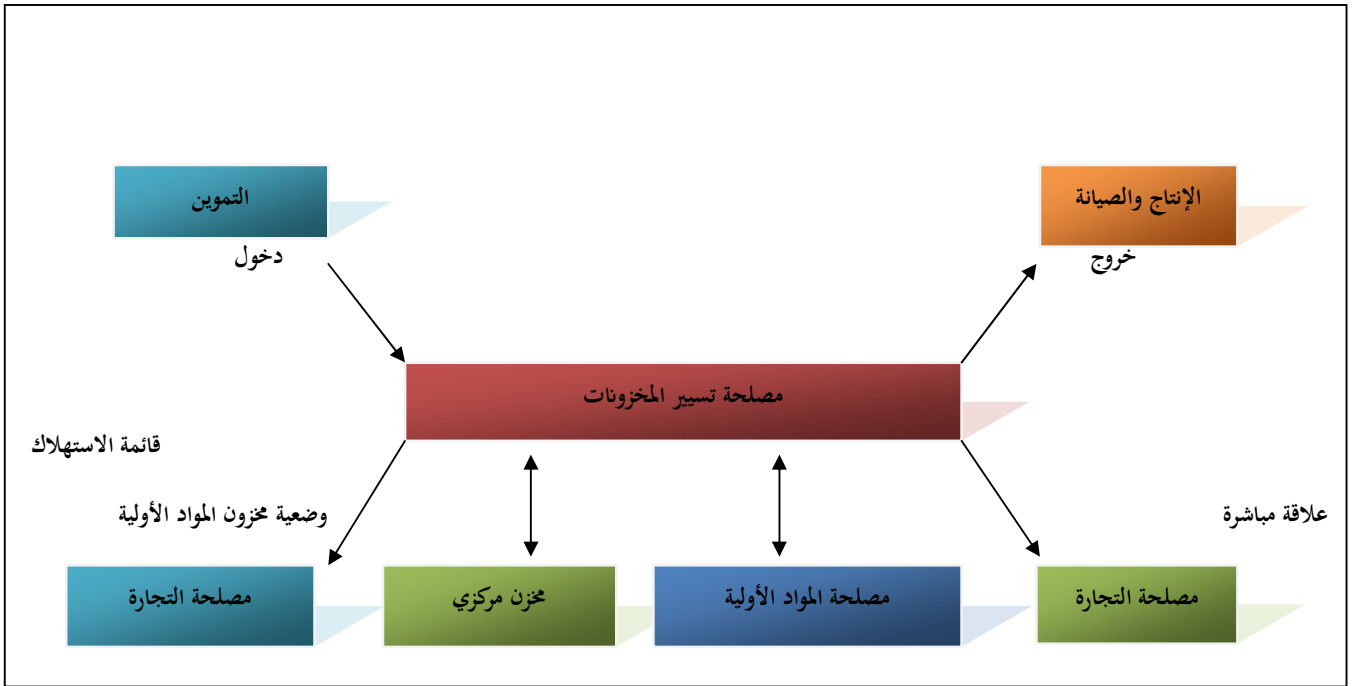 الإنتاج والصيانة
التموين
خروج
دخول
مصلحة تسيير المخزونات
قائمة الاستهلاك
علاقة مباشرة
وضعية مخزون المواد الأولية
مصلحة التجارة
مصلحة المواد الأولية
مخزن مركزي
مصلحة التجارة